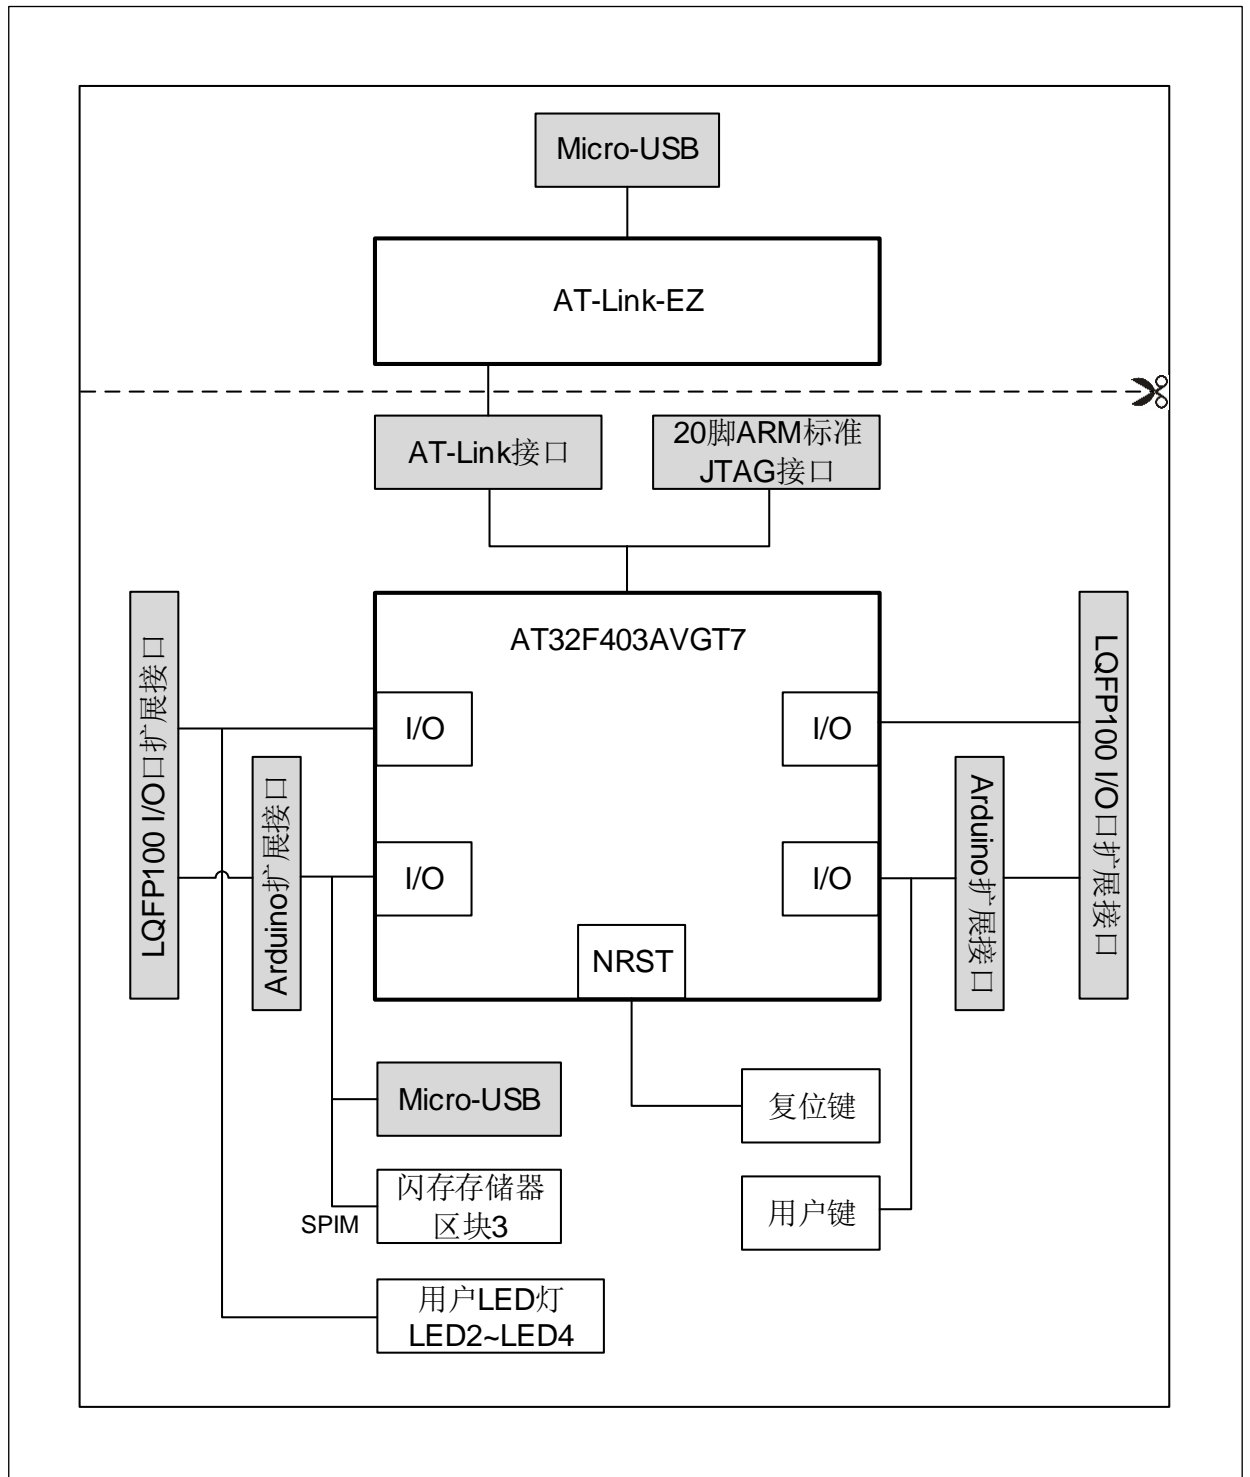 Micro-USB
AT-Link-EZ
AT-Link接口
20脚ARM标准
JTAG接口
AT32F403AVGT7
LQFP100 I/O口扩展接口
I/O
I/O
LQFP100 I/O口扩展接口
Arduino扩展接口
I/O
I/O
Arduino扩展接口
NRST
Micro-USB
复位键
闪存存储器
区块3
SPIM
用户键
用户LED灯
LED2~LED4